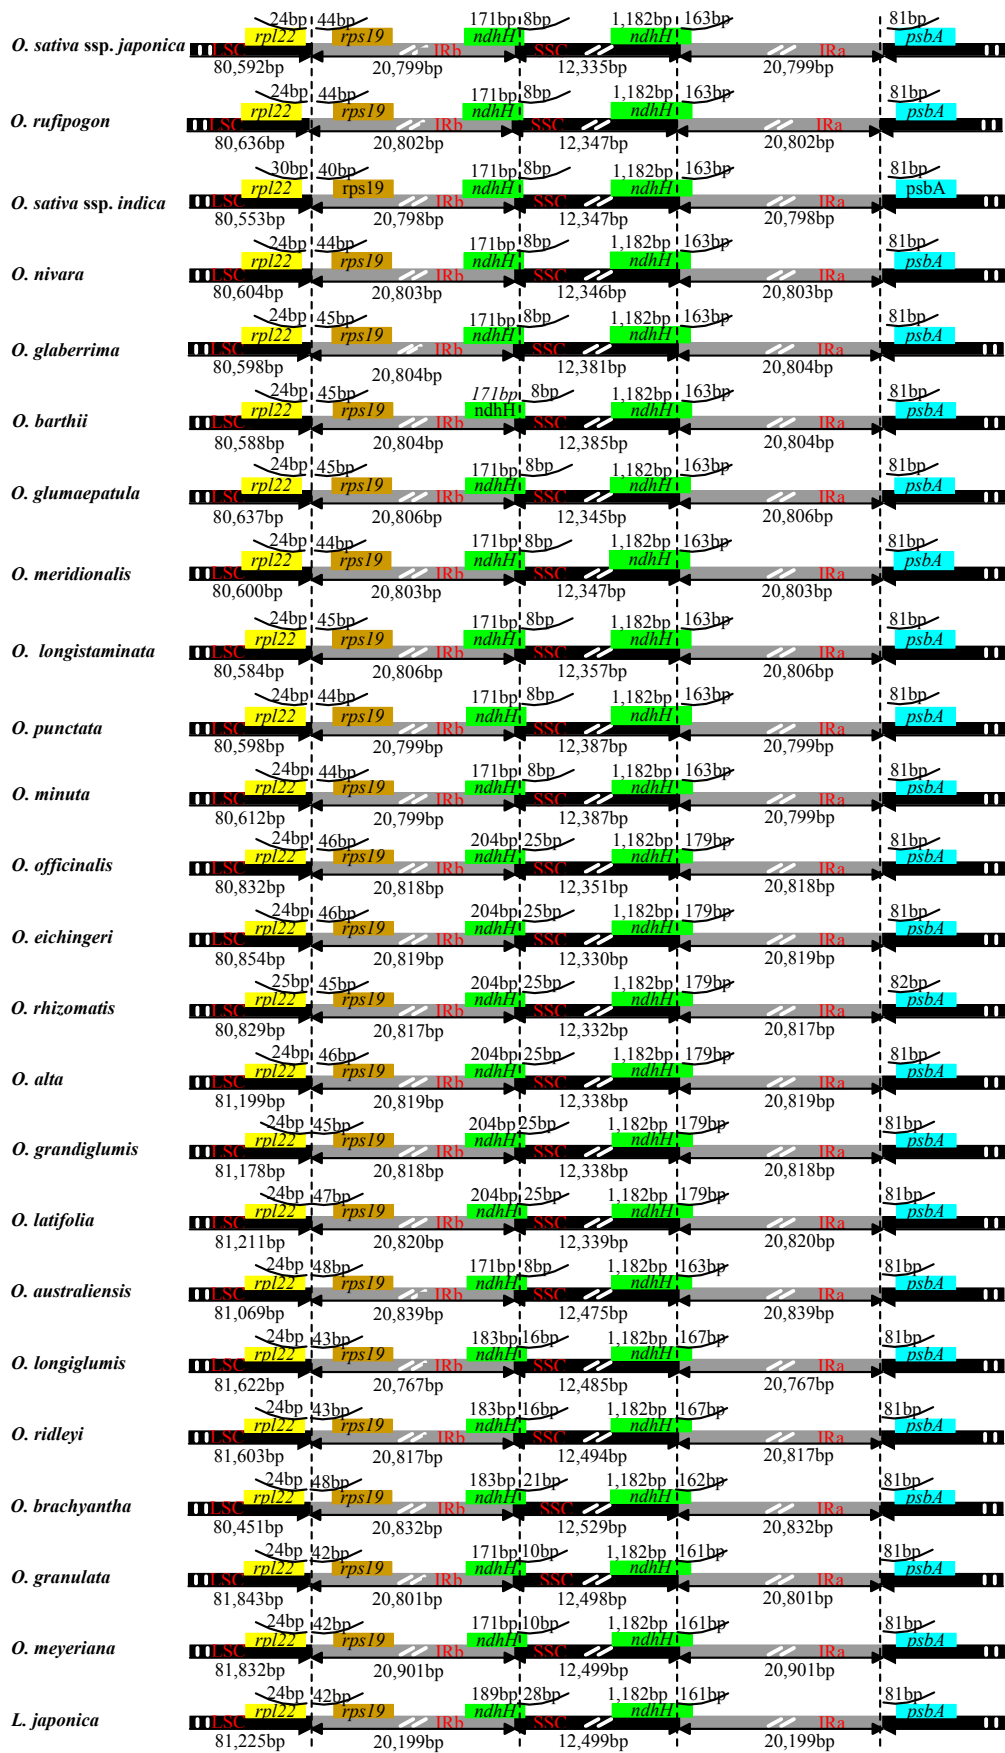 24bp 44bp 171bp 8bp 1,182bp 163bp 81bp
O. sativa ssp. japonica LSC rpl22 rps19 IRb ndhH SSC ndhH IRa psbA
80,592bp 20,799bp 12,335bp 20,799bp
24bp 44bp 171bp 8bp 1,182bp 163bp 81bp
O. rufipogon LSC rpl22 rps19 IRb ndhH SSC ndhH IRa psbA
80,636bp 20,802bp 12,347bp 20,802bp
30bp 40bp 171bp 8bp 1,182bp 163bp 81bp
O. sativa ssp. indica LSC rpl22 rps19 IRb ndhH SSC ndhH IRa psbA
80,553bp 20,798bp 12,347bp 20,798bp
24bp 44bp 171bp 8bp 1,182bp 163bp 81bp
O. nivara LSC rpl22 rps19 IRb ndhH SSC ndhH IRa psbA
80,604bp 20,803bp 12,346bp 20,803bp
24bp 45bp 171bp 8bp 1,182bp 163bp 81bp
O. glaberrima LSC rpl22 rps19 IRb ndhH SSC ndhH IRa psbA
80,598bp 20,804bp 12,381bp 20,804bp
24bp 45bp 171bp 8bp 1,182bp 163bp 81bp
O. barthii LSC rpl22 rps19 IRb ndhH SSC ndhH IRa psbA
80,588bp 20,804bp 12,385bp 20,804bp
24bp 45bp 171bp 8bp 1,182bp 163bp 81bp
O. glumaepatula LSC rpl22 rps19 IRb ndhH SSC ndhH IRa psbA
80,637bp 20,806bp 12,345bp 20,806bp
24bp 44bp 171bp 8bp 1,182bp 163bp 81bp
O. meridionalis LSC rpl22 rps19 IRb ndhH SSC ndhH IRa psbA
80,600bp 20,803bp 12,347bp 20,803bp
24bp 45bp 171bp 8bp 1,182bp 163bp 81bp
O. longistaminata LSC rpl22 rps19 IRb ndhH SSC ndhH IRa psbA
80,584bp 20,806bp 12,357bp 20,806bp
24bp 44bp 171bp 8bp 1,182bp 163bp 81bp
O. punctata LSC rpl22 rps19 IRb ndhH SSC ndhH IRa psbA
80,598bp 20,799bp 12,387bp 20,799bp
24bp 44bp 171bp 8bp 1,182bp 163bp 81bp
O. minuta LSC rpl22 rps19 IRb ndhH SSC ndhH IRa psbA
80,612bp 20,799bp 12,387bp 20,799bp
24bp 46bp 204bp 25bp 1,182bp 179bp 81bp
O. officinalis LSC rpl22 rps19 IRb ndhH SSC ndhH IRa psbA
80,832bp 20,818bp 12,351bp 20,818bp
24bp 46bp 204bp 25bp 1,182bp 179bp 81bp
O. eichingeri LSC rpl22 rps19 IRb ndhH SSC ndhH IRa psbA
80,854bp 20,819bp 12,330bp 20,819bp
25bp 45bp 204bp 25bp 1,182bp 179bp 82bp
O. rhizomatis LSC rpl22 rps19 IRb ndhH SSC ndhH IRa psbA
80,829bp 20,817bp 12,332bp 20,817bp
24bp 46bp 204bp 25bp 1,182bp 179bp 81bp
O. alta LSC rpl22 rps19 IRb ndhH SSC ndhH IRa psbA
81,199bp 20,819bp 12,338bp 20,819bp
24bp 45bp 204bp 25bp 1,182bp 179bp 81bp
O. grandiglumis LSC rpl22 rps19 IRb ndhH SSC ndhH IRa psbA
81,178bp 20,818bp 12,338bp 20,818bp
24bp 47bp 204bp 25bp 1,182bp 179bp 81bp
O. latifolia LSC rpl22 rps19 IRb ndhH SSC ndhH IRa psbA
81,211bp 20,820bp 12,339bp 20,820bp
24bp 48bp 171bp 8bp 1,182bp 163bp 81bp
O. australiensis LSC rpl22 rps19 IRb ndhH SSC ndhH IRa psbA
81,069bp 20,839bp 12,475bp 20,839bp
24bp 43bp 183bp 16bp 1,182bp 167bp 81bp
O. longiglumis LSC rpl22 rps19 IRb ndhH SSC ndhH IRa psbA
81,622bp 20,767bp 12,485bp 20,767bp
24bp 43bp 183bp 16bp 1,182bp 167bp 81bp
O. ridleyi LSC rpl22 rps19 IRb ndhH SSC ndhH IRa psbA
81,603bp 20,817bp 12,494bp 20,817bp
24bp 48bp 183bp 21bp 1,182bp 162bp 81bp
O. brachyantha LSC rpl22 rps19 IRb ndhH SSC ndhH IRa psbA
80,451bp 20,832bp 12,529bp 20,832bp
24bp 42bp 171bp 10bp 1,182bp 161bp 81bp
O. granulata LSC rpl22 rps19 IRb ndhH SSC ndhH IRa psbA
81,843bp 20,801bp 12,498bp 20,801bp
24bp 42bp 171bp 10bp 1,182bp 161bp 81bp
O. meyeriana LSC rpl22 rps19 IRb ndhH SSC ndhH IRa psbA
81,832bp 20,901bp 12,499bp 20,901bp
24bp 42bp 189bp 28bp 1,182bp 161bp 81bp
L. japonica LSC rpl22 rps19 IRb ndhH SSC ndhH IRa psbA
81,225bp 20,199bp 12,499bp 20,199bp